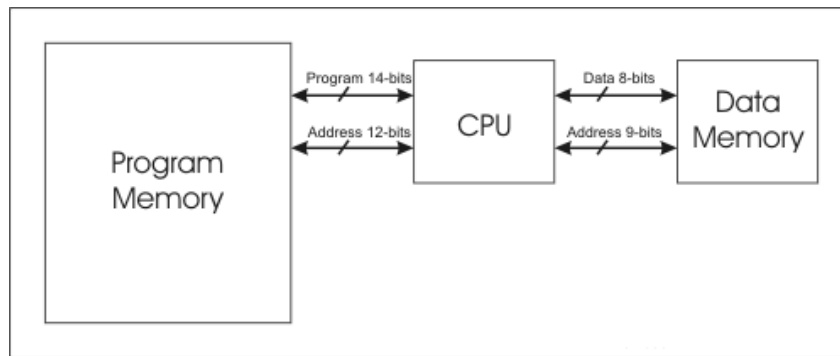 Program 14-bits
Address 12-bits
Program
Memory
CPU
Data 8-bits
Address 9-bits
Data
Memory